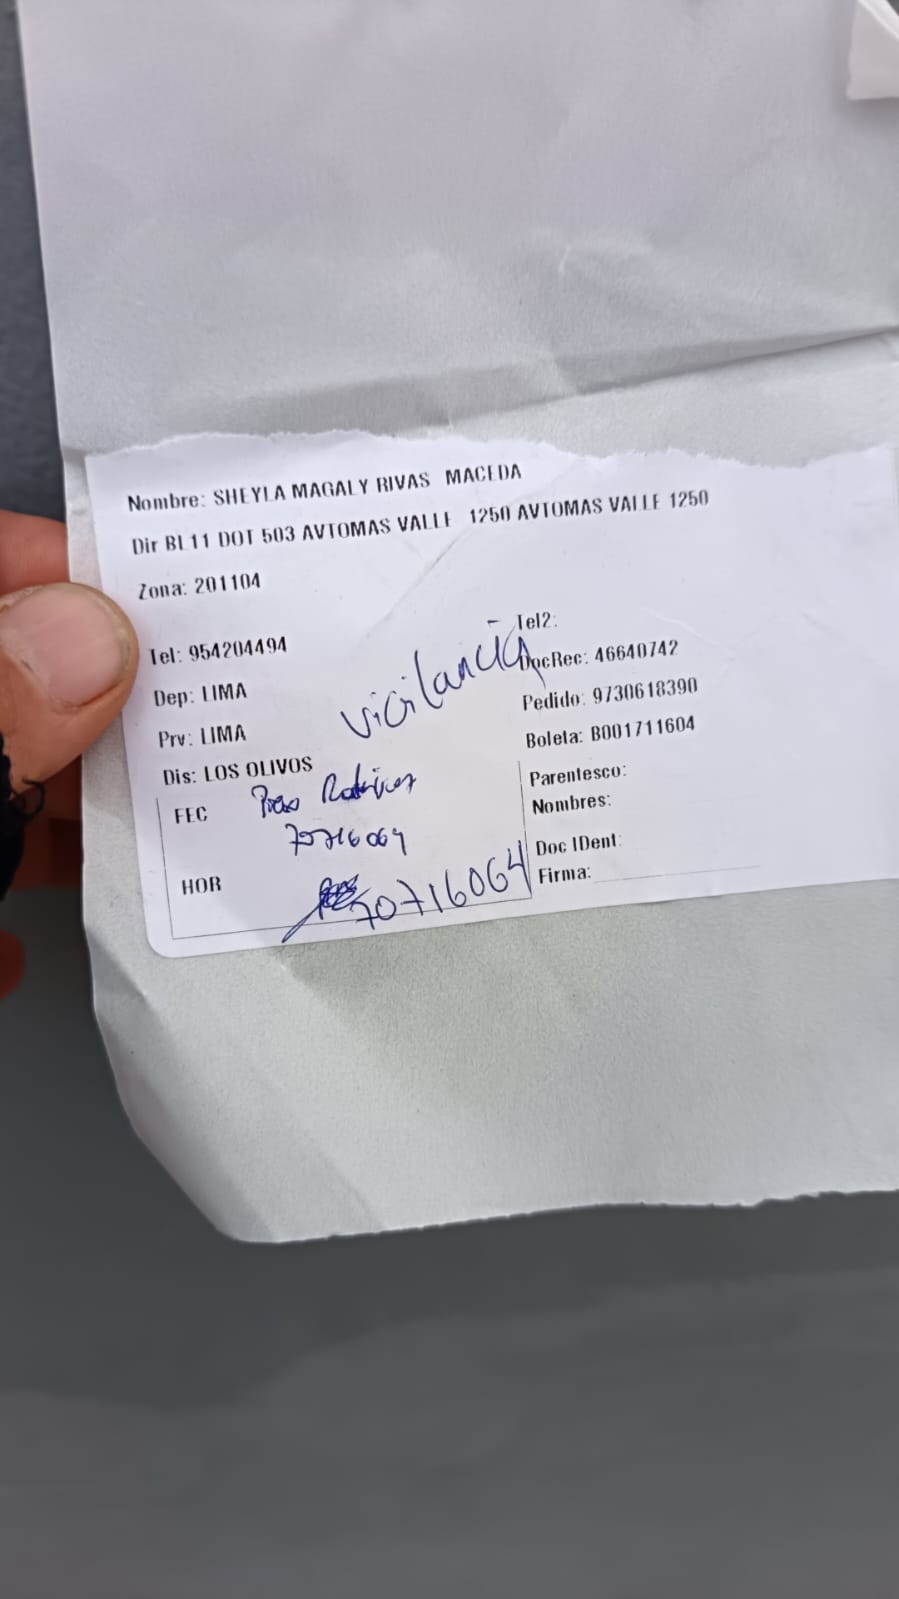 Nombre: SHEYLA MAGALY RIVAS MACEDA
Dir BL11 DOT 503 AVTOMAS VALLE 1250 AVTOMAS VALLE 1250
Zona: 201104
Tel: 954204494
Tel2:
vigilancia
Dep: LIMA
DocRec: 46640742
Prv: LIMA
Pedido: 9730618390
Dis: LOS OLIVOS
Boleta: B001711604
FEC
Parentesco:
Nombres:
HOR
70716064
Doc IDent:
Firma: